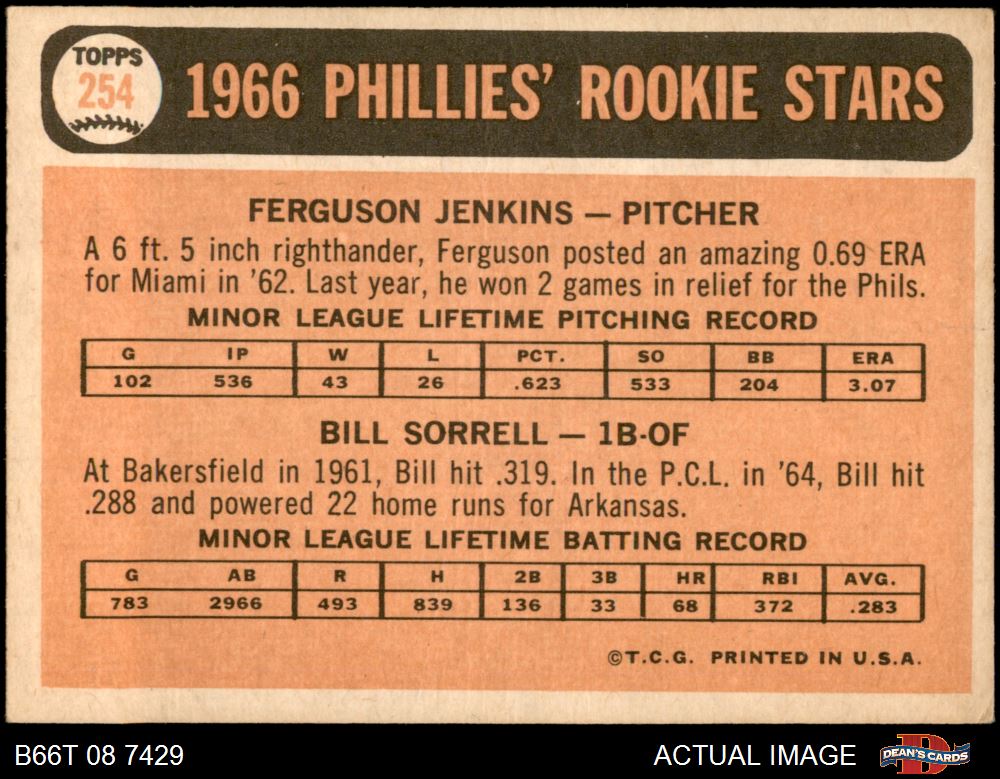 TOPPS
254
1966 PHILLIES' ROOKIE STARS
FERGUSON JENKINS — PITCHER
A 6 ft. 5 inch righthander, Ferguson posted an amazing 0.69 ERA
for Miami in '62. Last year, he won 2 games in relief for the Phils.
MINOR LEAGUE LIFETIME PITCHING RECORD
G IP W L PCT. SO BB ERA
102 536 43 26 .623 533 204 3.07
BILL SORRELL — 1B-OF
At Bakersfield in 1961, Bill hit .319. In the P.C.L. in '64, Bill hit
.288 and powered 22 home runs for Arkansas.
MINOR LEAGUE LIFETIME BATTING RECORD
G AB R H 2B 3B HR RBI AVG.
783 2966 493 839 136 33 68 372 .283
©T.C.G. PRINTED IN U.S.A.
B66T 08 7429 ACTUAL IMAGE DEAN'S CARDS